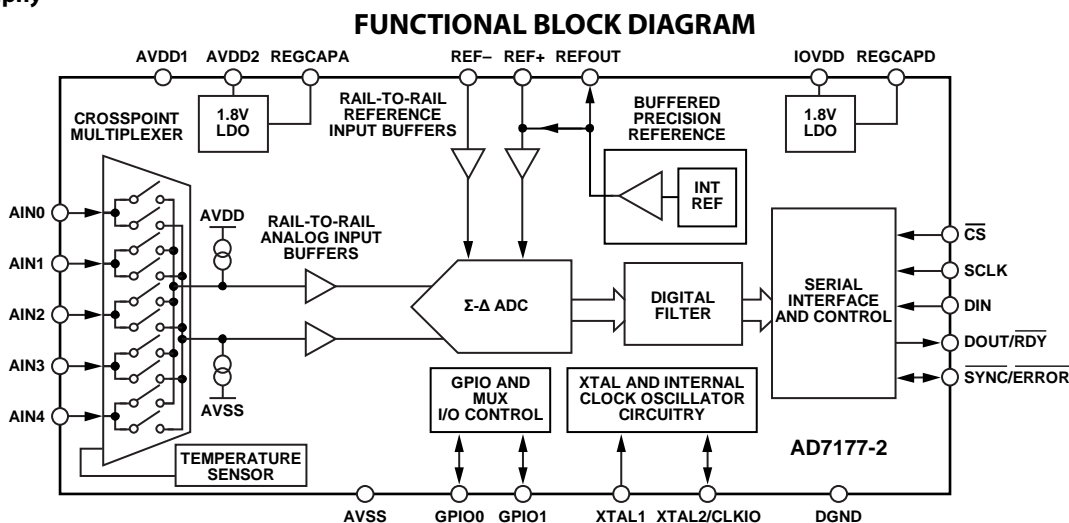 phy
FUNCTIONAL BLOCK DIAGRAM
AVDD1 AVDD2 REGCAPA REF– REF+ REFOUT IOVDD REGCAPD
CROSSPOINT
MULTIPLEXER
1.8V
LDO
RAIL-TO-RAIL
REFERENCE
INPUT BUFFERS
BUFFERED
PRECISION
REFERENCE
INT
REF
1.8V
LDO
AIN0
AIN1
AIN2
AIN3
AIN4
AVDD
AVSS
RAIL-TO-RAIL
ANALOG INPUT
BUFFERS
Σ-Δ ADC
DIGITAL
FILTER
SERIAL
INTERFACE
AND CONTROL
CS
SCLK
DIN
DOUT/RDY
SYNC/ERROR
GPIO AND
MUX
I/O CONTROL
XTAL AND INTERNAL
CLOCK OSCILLATOR
CIRCUITRY
TEMPERATURE
SENSOR
AD7177-2
AVSS GPIO0 GPIO1 XTAL1 XTAL2/CLKIO DGND